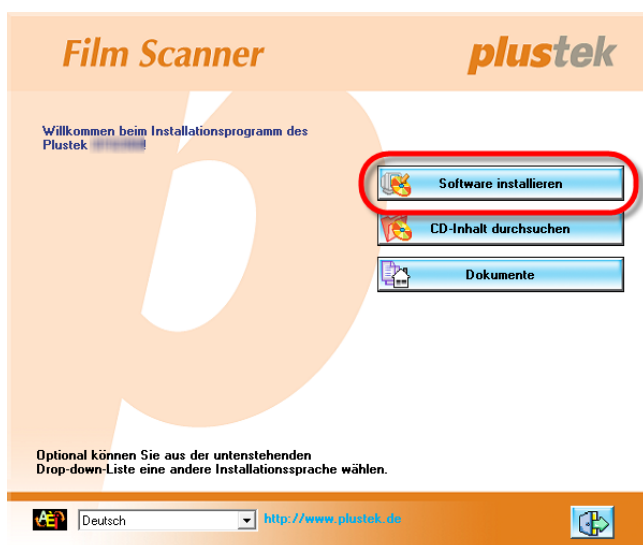 Film Scanner
plustek
Willkommen beim Installationsprogramm des
Plustek !
Software installieren
CD-Inhalt durchsuchen
Dokumente
Optional können Sie aus der untenstehenden
Drop-down-Liste eine andere Installationssprache wählen.
Deutsch
http://www.plustek.de